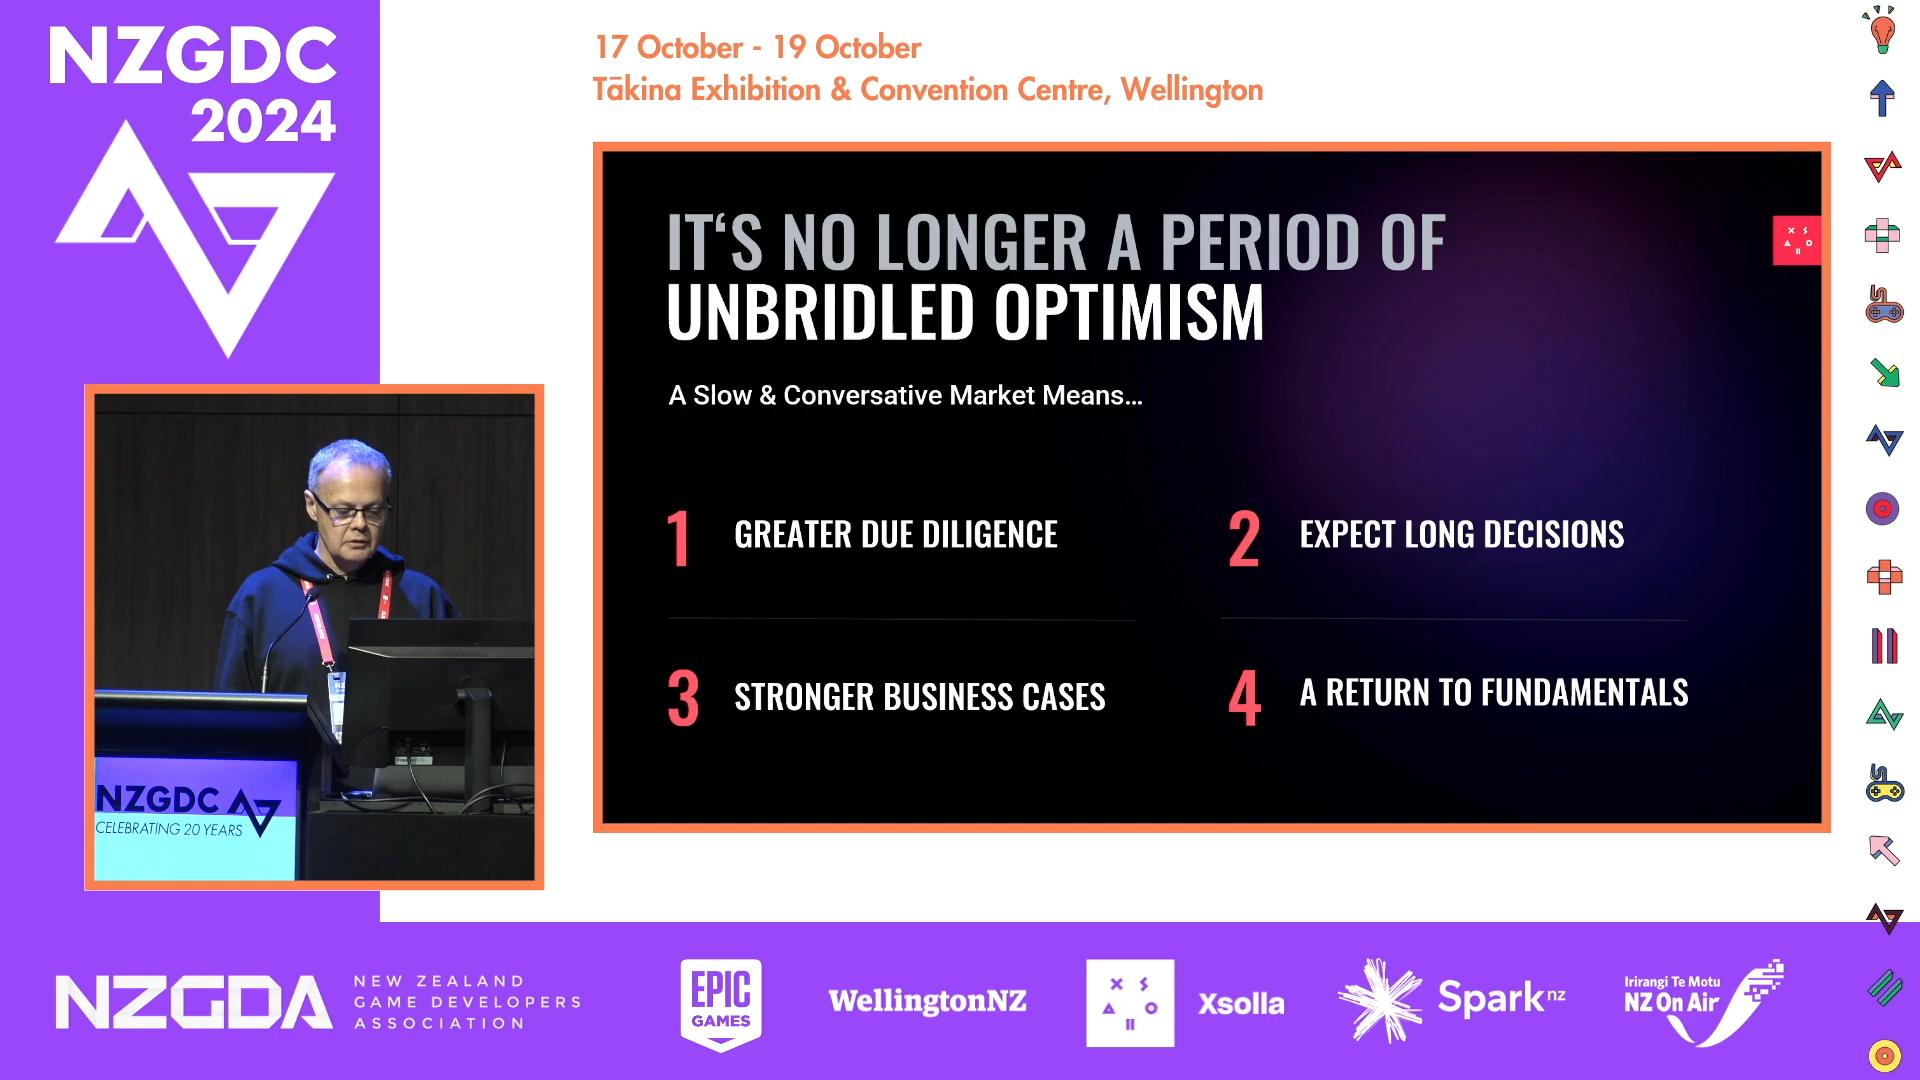 NZGDC
2024
17 October - 19 October
Tākina Exhibition & Convention Centre, Wellington
IT‘S NO LONGER A PERIOD OF
UNBRIDLED OPTIMISM
A Slow & Conversative Market Means...
1 GREATER DUE DILIGENCE
2 EXPECT LONG DECISIONS
3 STRONGER BUSINESS CASES
4 A RETURN TO FUNDAMENTALS
NZGDC
CELEBRATING 20 YEARS
NZGDA
NEW ZEALAND
GAME DEVELOPERS
ASSOCIATION
EPIC
GAMES
WellingtonNZ
Xsolla
Spark nz
Irirangi Te Motu
NZ On Air